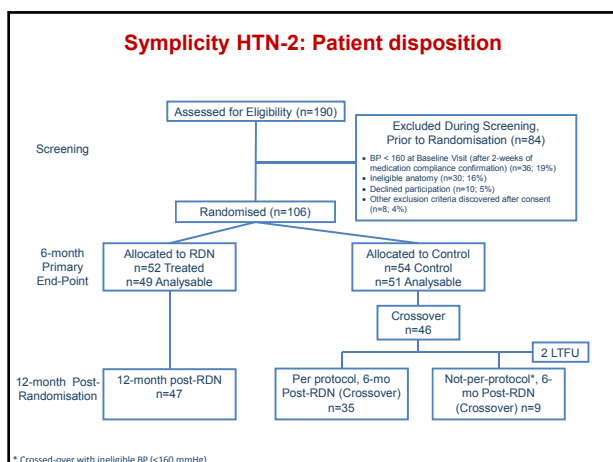 Symplicity HTN-2: Patient disposition
Assessed for Eligibility (n=190)
Screening
Excluded During Screening,
Prior to Randomisation (n=84)
• BP < 160 at Baseline Visit (after 2-weeks of
medication compliance confirmation) (n=36; 19%)
• Ineligible anatomy (n=30; 16%)
• Declined participation (n=10; 5%)
• Other exclusion criteria discovered after consent
(n=8; 4%)
Randomised (n=106)
6-month
Primary
End-Point
Allocated to RDN
n=52 Treated
n=49 Analysable
Allocated to Control
n=54 Control
n=51 Analysable
Crossover
n=46
2 LTFU
12-month Post-
Randomisation
12-month post-RDN
n=47
Per protocol, 6-mo
Post-RDN (Crossover)
n=35
Not-per-protocol*, 6-
mo Post-RDN
(Crossover) n=9
* Crossed-over with ineligible BP (<160 mmHg)